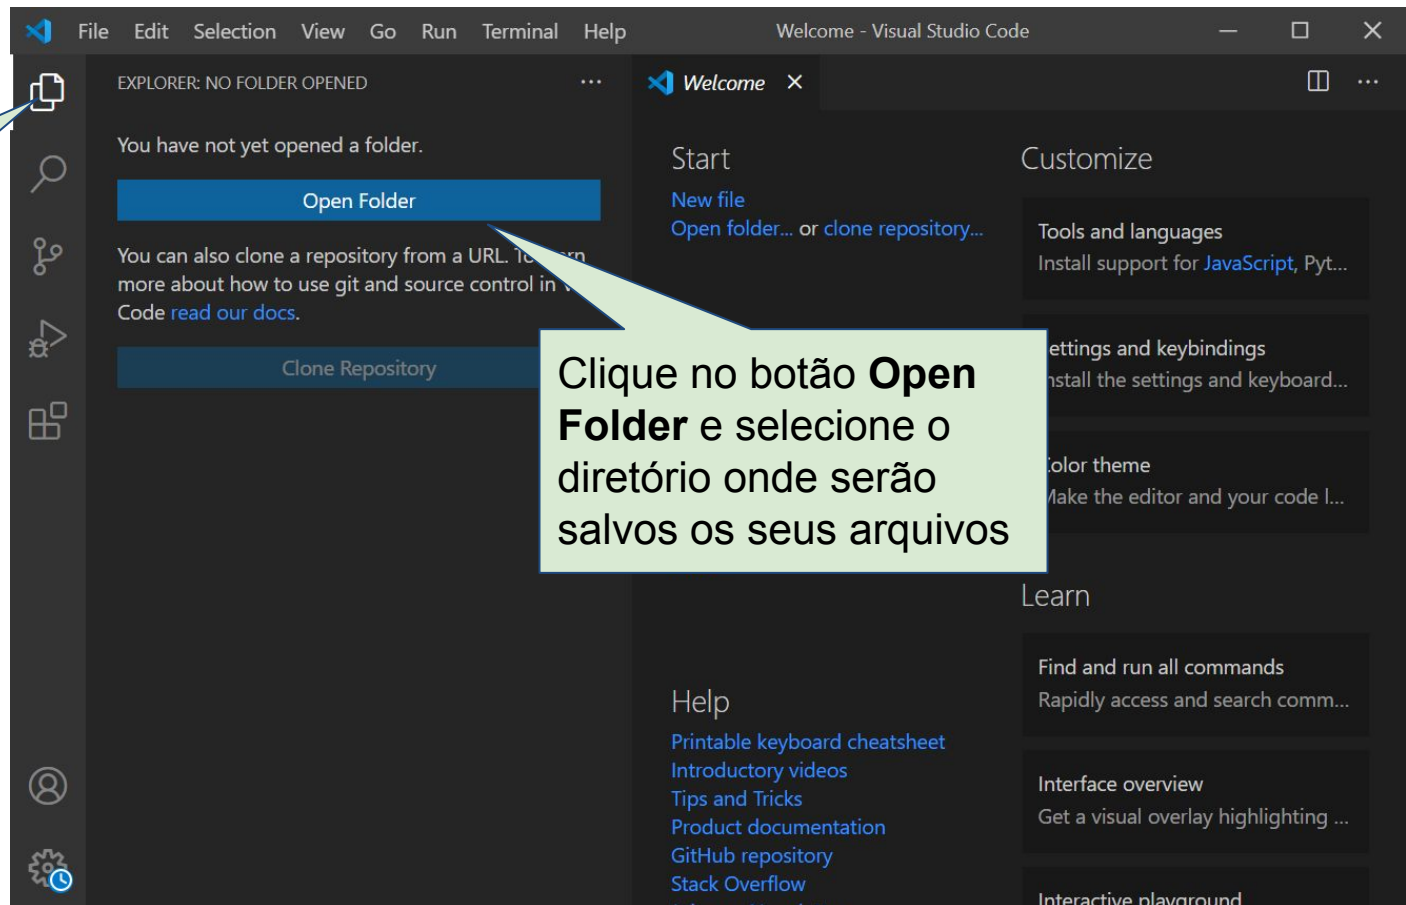 File Edit Selection View Go Run Terminal Help
Welcome - Visual Studio Code
EXPLORER: NO FOLDER OPENED
Welcome
You have not yet opened a folder.
Open Folder
You can also clone a repository from a URL. To
more about how to use git and source control in
Code read our docs.
Clone Repository
Start
New file
Open folder... or clone repository...
Clique no botão Open
Folder e selecione o
diretório onde serão
salvos os seus arquivos
Help
Printable keyboard cheatsheet
Introductory videos
Tips and Tricks
Product documentation
GitHub repository
Stack Overflow
Customize
Tools and languages
Install support for JavaScript, Pyt...
ettings and keybindings
nstall the settings and keyboard...
olor theme
Make the editor and your code l...
Learn
Find and run all commands
Rapidly access and search comm...
Interface overview
Get a visual overlay highlighting ...
Interactive playground